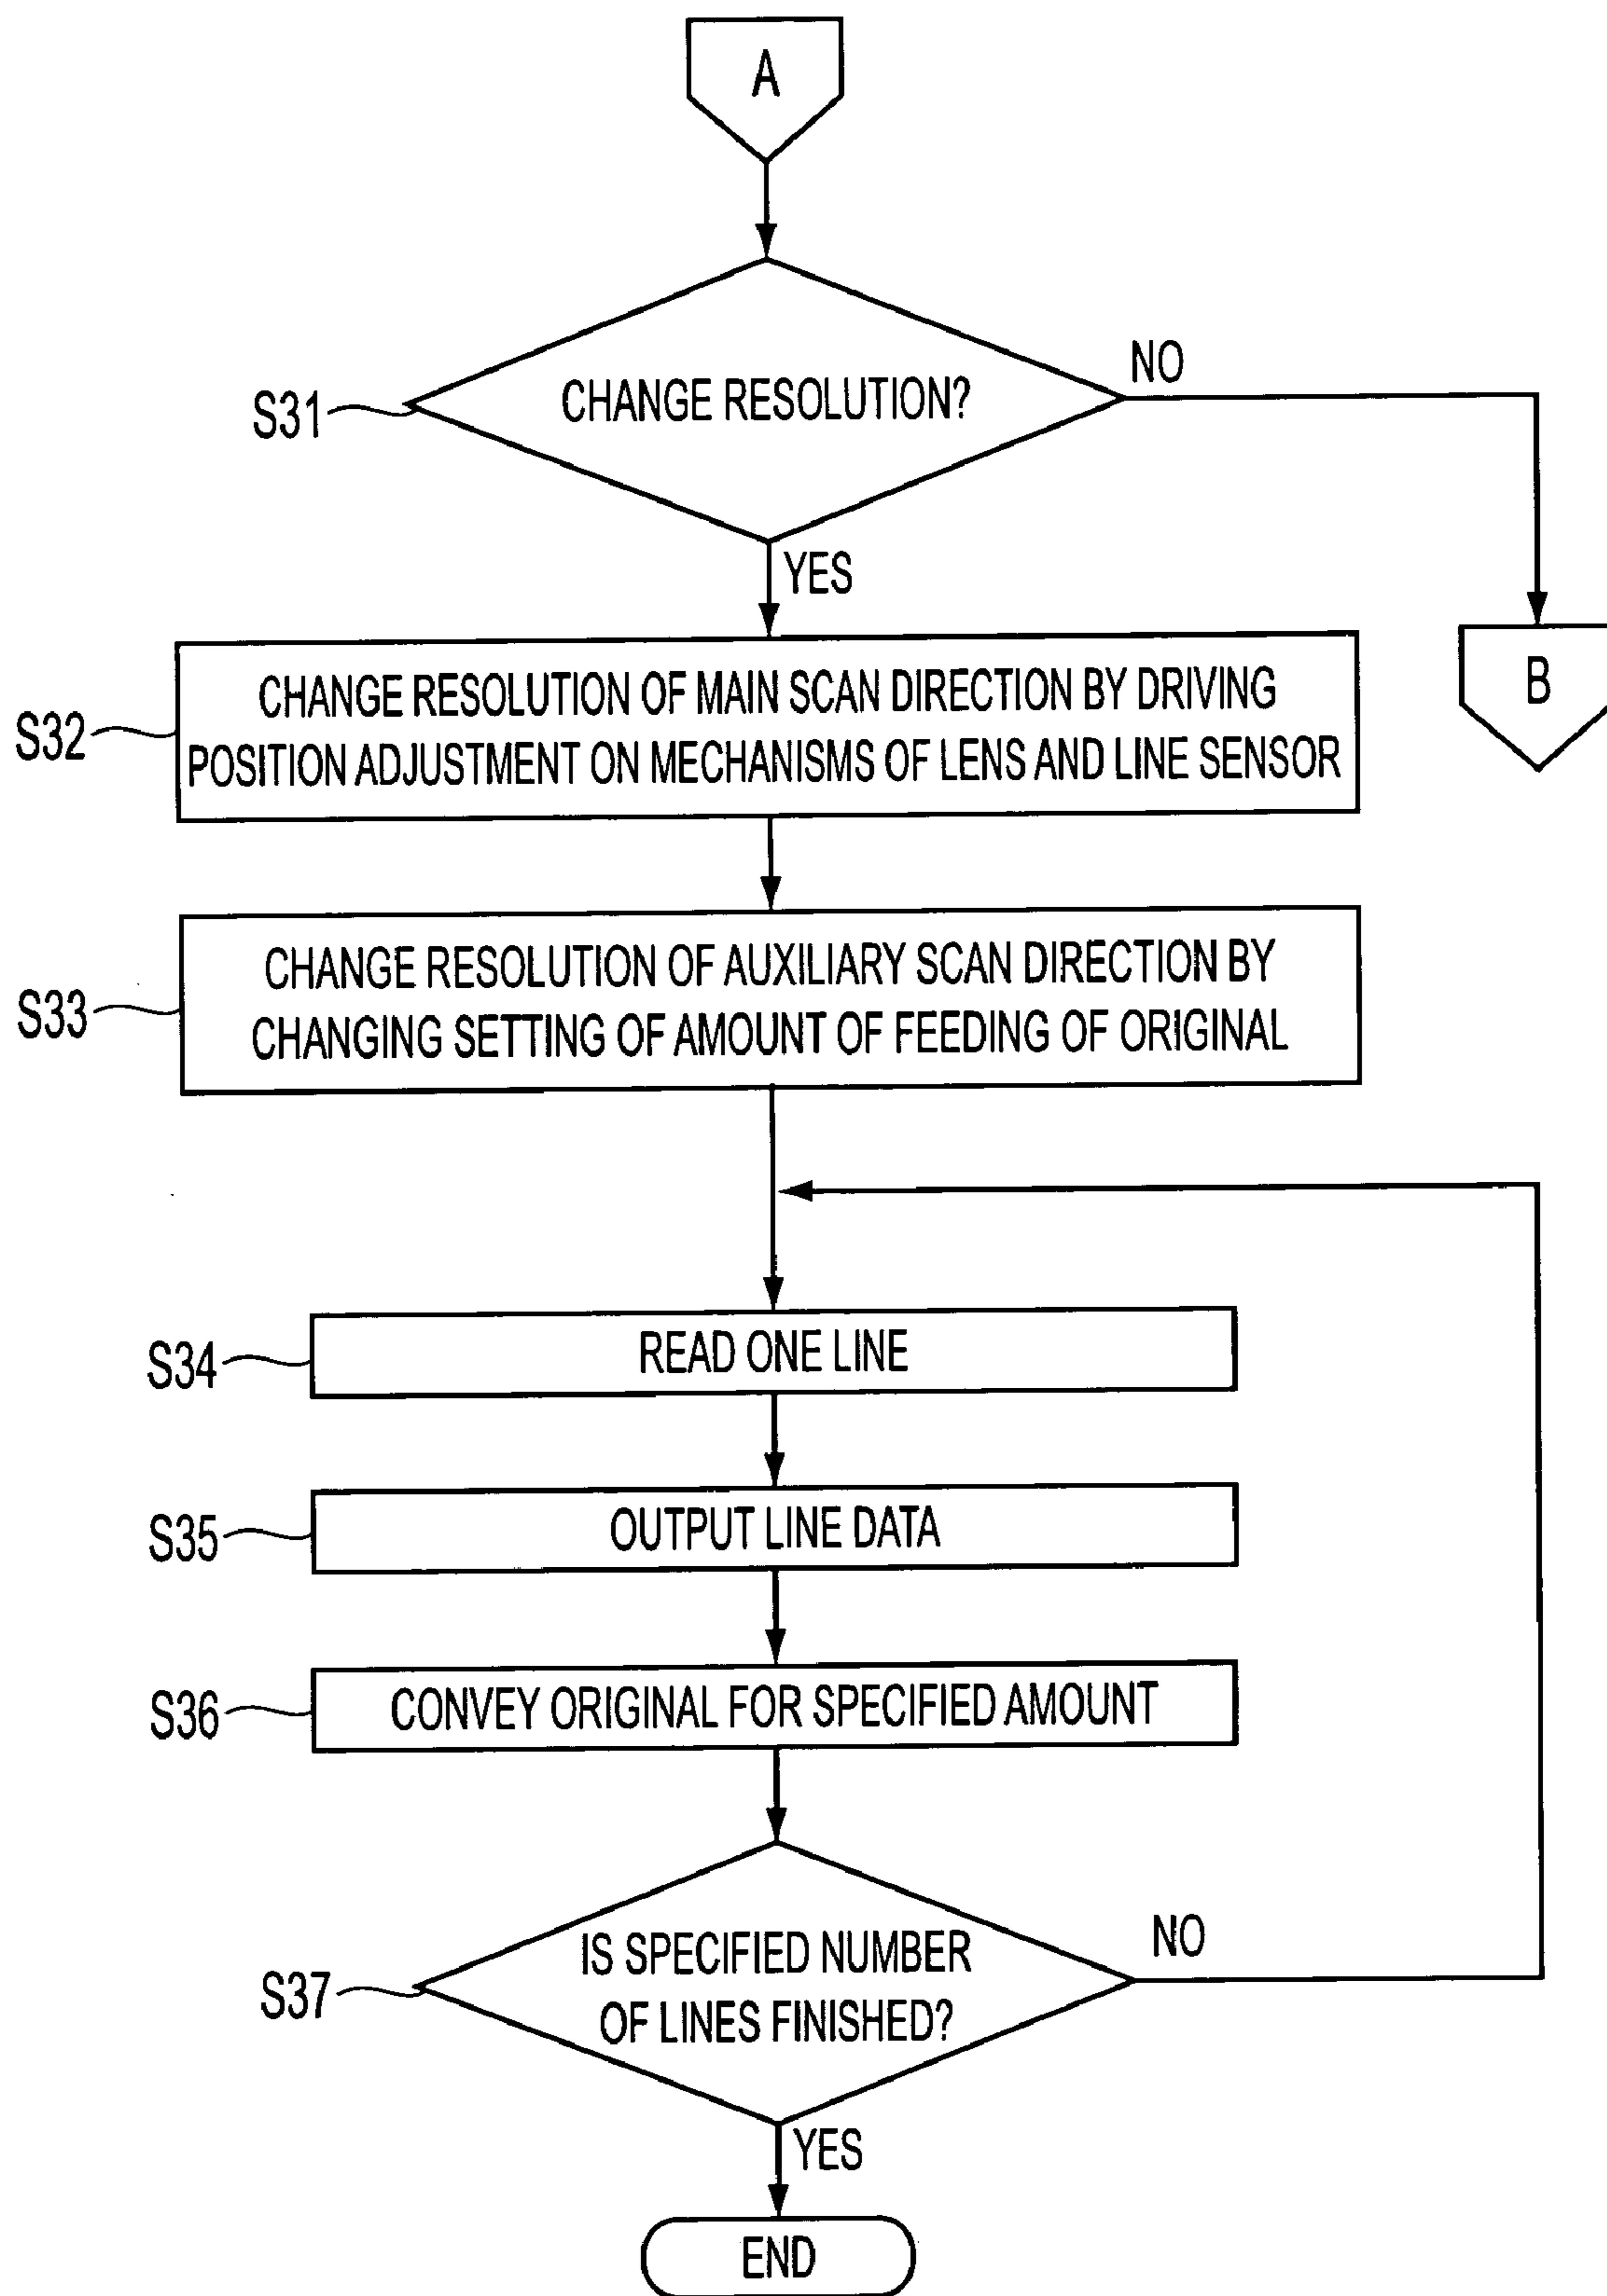 A
CHANGE RESOLUTION?
NO
S31
YES
B
S32
CHANGE RESOLUTION OF MAIN SCAN DIRECTION BY DRIVING
POSITION ADJUSTMENT ON MECHANISMS OF LENS AND LINE SENSOR
S33
CHANGE RESOLUTION OF AUXILIARY SCAN DIRECTION BY
CHANGING SETTING OF AMOUNT OF FEEDING OF ORIGINAL
S34
READ ONE LINE
S35
OUTPUT LINE DATA
S36
CONVEY ORIGINAL FOR SPECIFIED AMOUNT
S37
IS SPECIFIED NUMBER
OF LINES FINISHED?
NO
YES
END